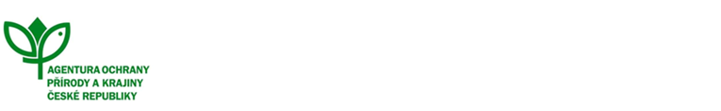 AGENTURA OCHRANY
PŘÍRODY A KRAJINY
ČESKÉ REPUBLIKY